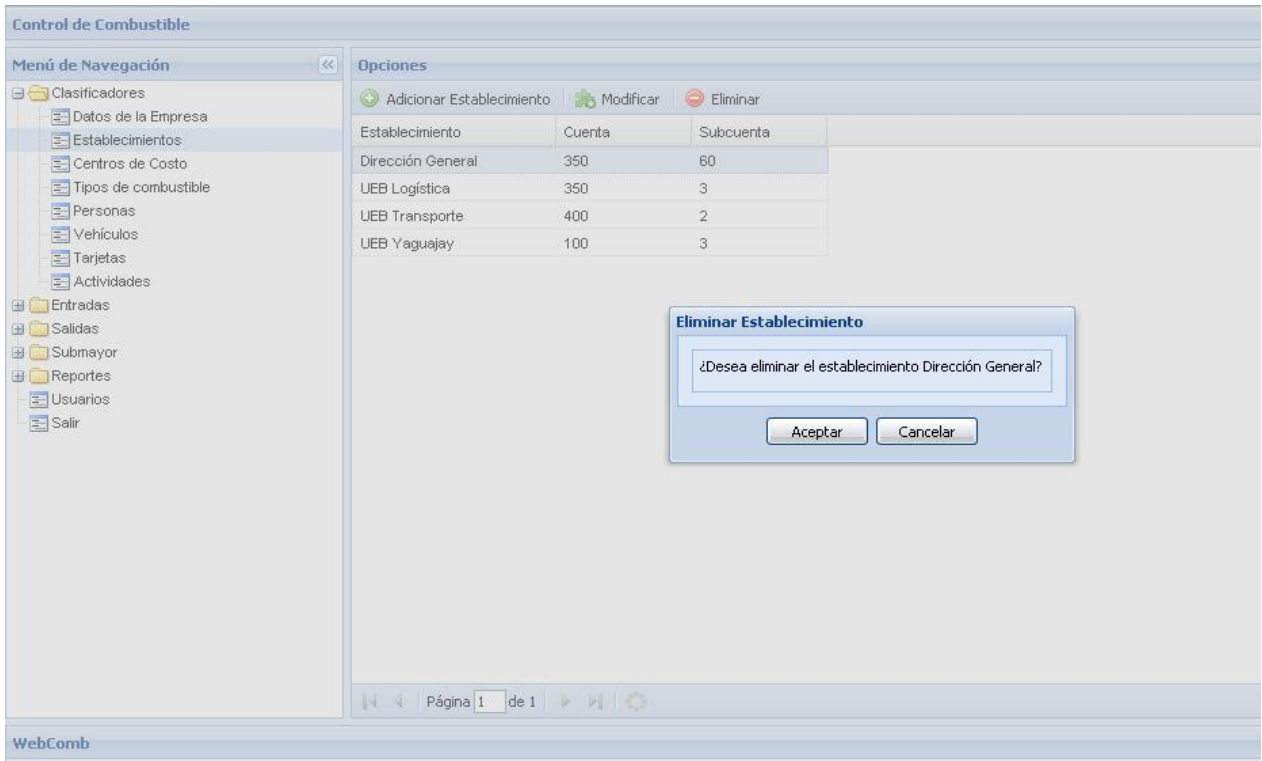 Control de Combustible
Menú de Navegación
Clasificadores
Datos de la Empresa
Establecimientos
Centros de Costo
Tipos de combustible
Personas
Vehículos
Tarjetas
Actividades
Entradas
Salidas
Submayor
Reportes
Usuarios
Salir
Opciones
Adicionar Establecimiento Modificar Eliminar
Establecimiento Cuenta Subcuenta
Dirección General 350 60
UEB Logística 350 3
UEB Transporte 400 2
UEB Yaguajay 100 3
Eliminar Establecimiento
¿Desea eliminar el establecimiento Dirección General?
Aceptar Cancelar
Página 1 de 1
WebComb